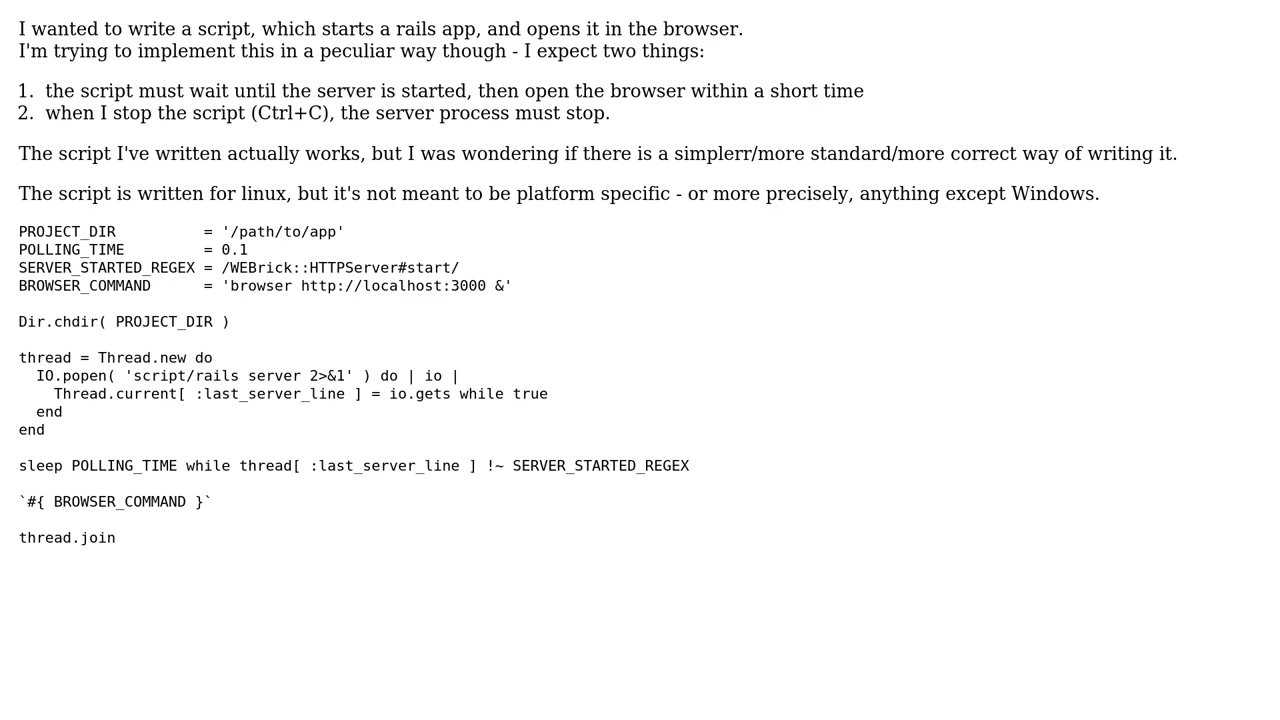 I wanted to write a script, which starts a rails app, and opens it in the browser.
I'm trying to implement this in a peculiar way though - I expect two things:
1. the script must wait until the server is started, then open the browser within a short time
2. when I stop the script (Ctrl+C), the server process must stop.
The script I've written actually works, but I was wondering if there is a simplerr/more standard/more correct way of writing it.
The script is written for linux, but it's not meant to be platform specific - or more precisely, anything except Windows.
PROJECT_DIR          = '/path/to/app'
POLLING_TIME         = 0.1
SERVER_STARTED_REGEX = /WEBrick::HTTPServer#start/
BROWSER_COMMAND      = 'browser http://localhost:3000 &'
Dir.chdir( PROJECT_DIR )
thread = Thread.new do
  IO.popen( 'script/rails server 2>&1' ) do | io |
    Thread.current[ :last_server_line ] = io.gets while true
  end
end
sleep POLLING_TIME while thread[ :last_server_line ] !~ SERVER_STARTED_REGEX
`#{ BROWSER_COMMAND }`
thread.join